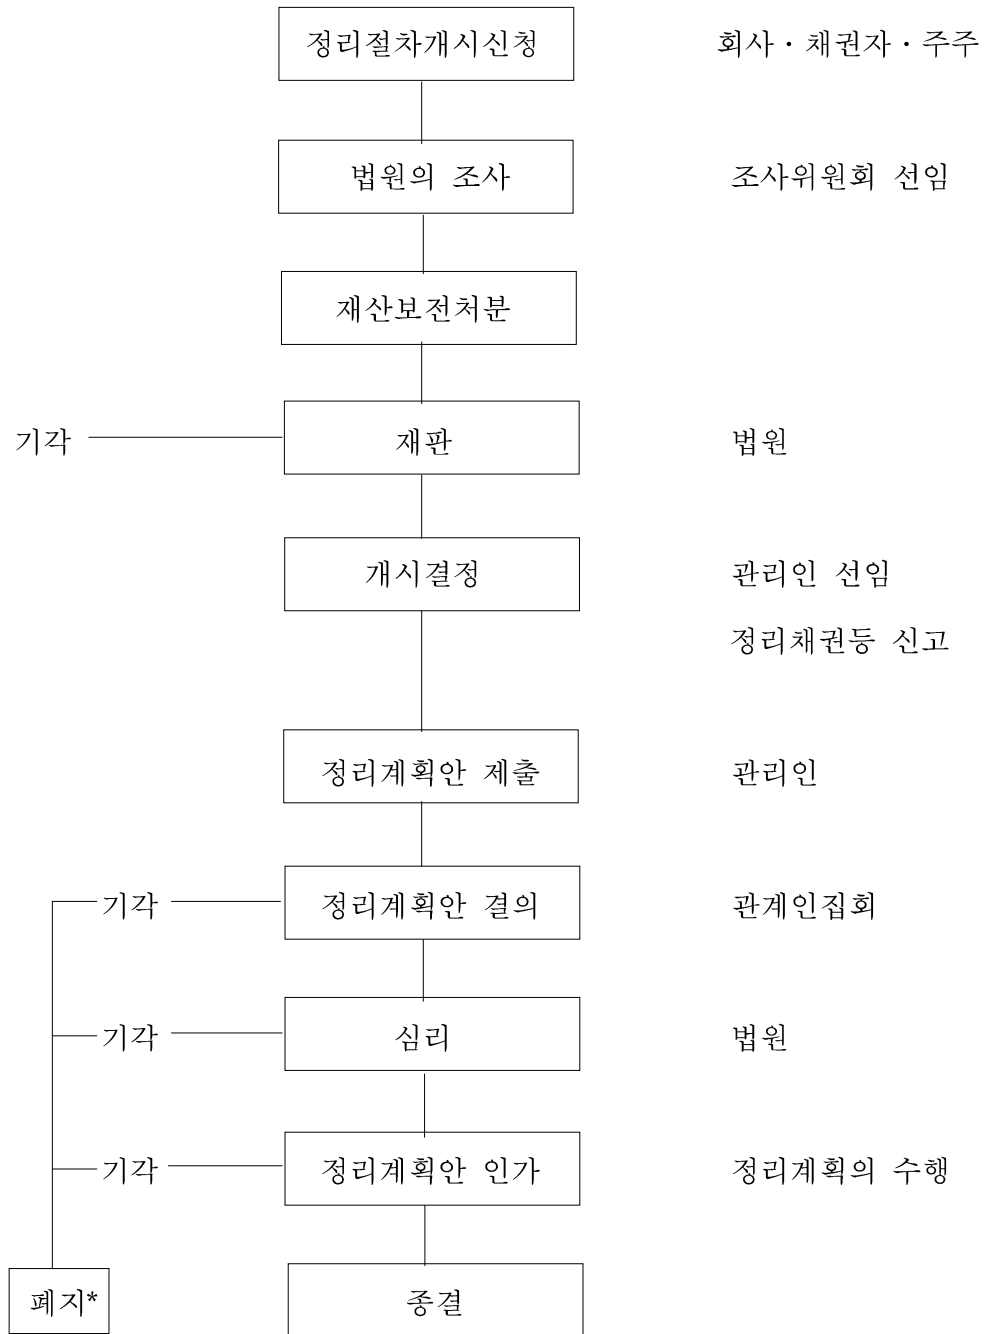 정리절차개시신청 회사·채권자·주주
법원의 조사 조사위원회 선임
재산보전처분
기각 재판 법원
개시결정 관리인 선임
정리채권등 신고
정리계획안 제출 관리인
기각 정리계획안 결의 관계인집회
기각 심리 법원
기각 정리계획안 인가 정리계획의 수행
폐지* 종결